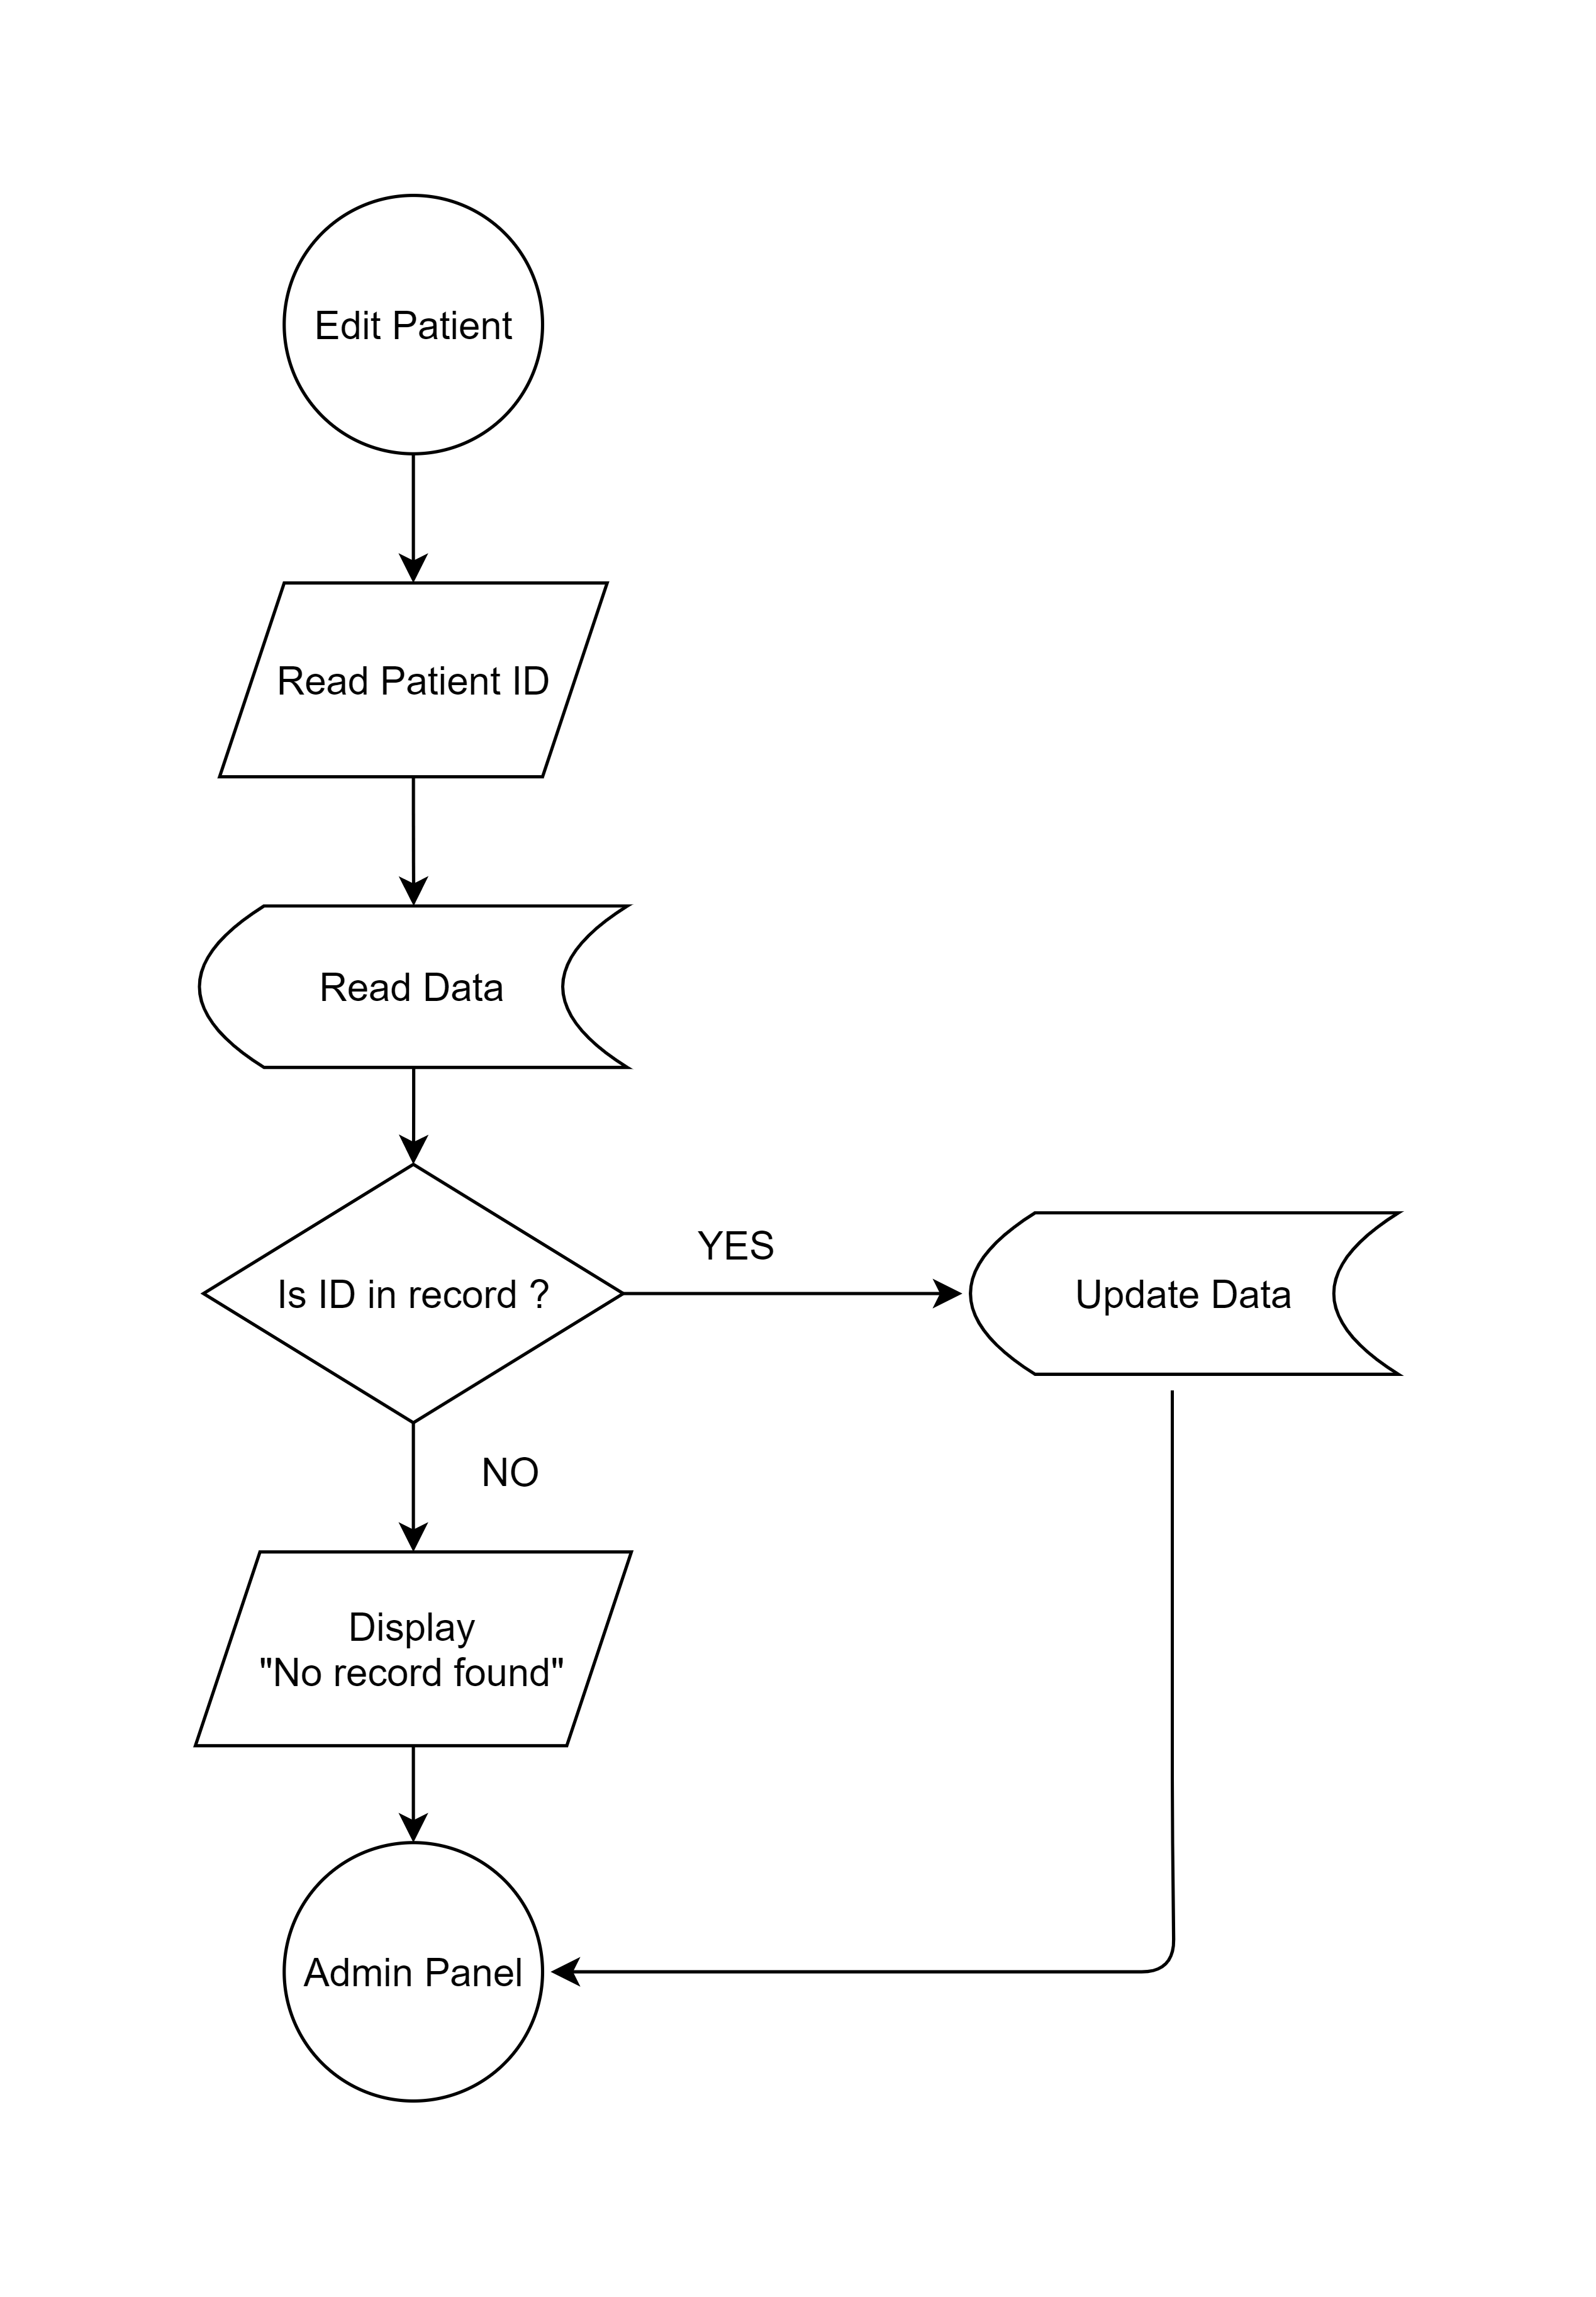 Edit Patient
Read Patient ID
Read Data
Is ID in record ?
YES
Update Data
NO
Display
"No record found"
Admin Panel